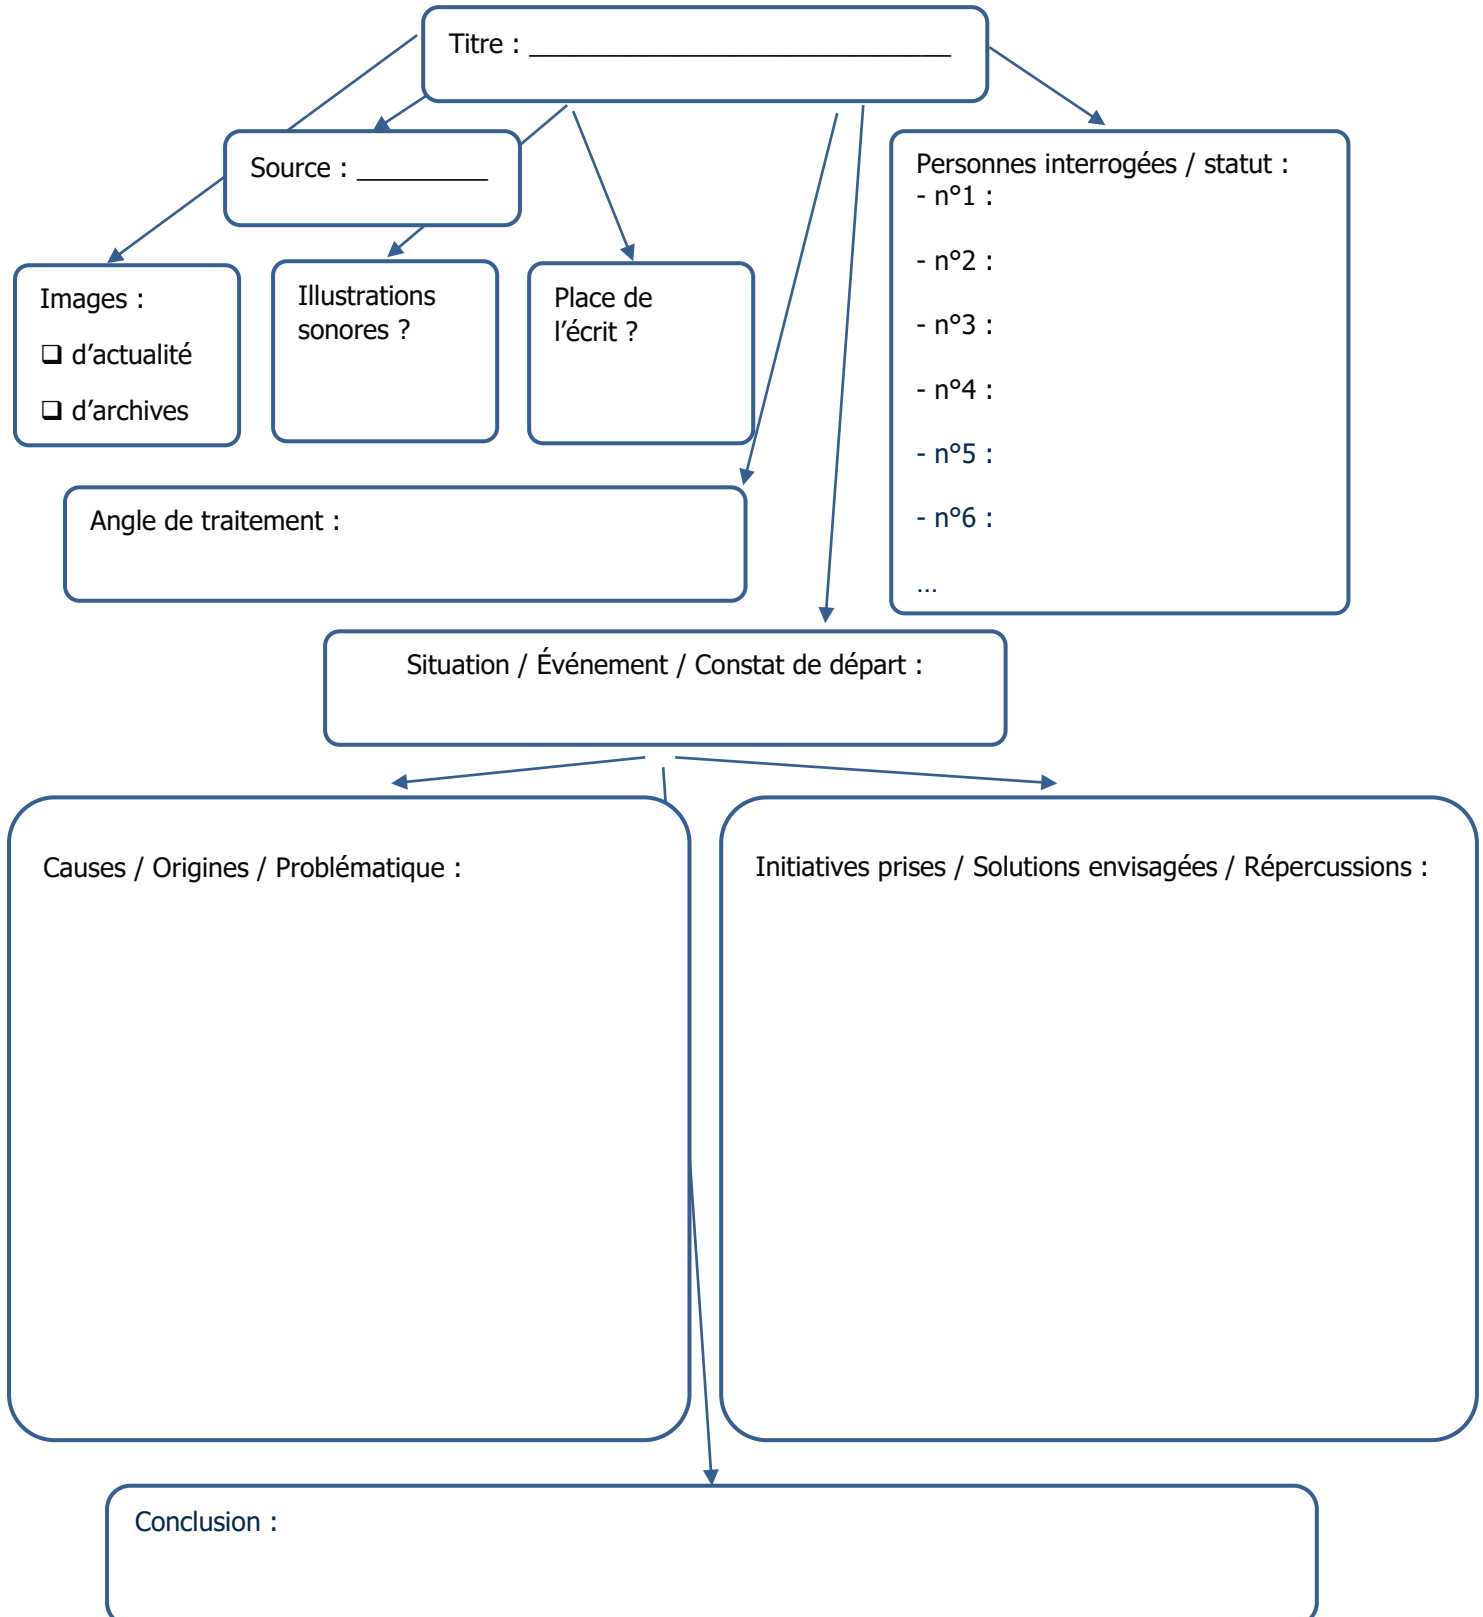 Titre : ______________________________
Source : _________
Personnes interrogées / statut :
- n°1 :
- n°2 :
- n°3 :
- n°4 :
- n°5 :
- n°6 :
…
Images :
❑ d’actualité
❑ d’archives
Illustrations
sonores ?
Place de
l’écrit ?
Angle de traitement :
Situation / Événement / Constat de départ :
Causes / Origines / Problématique :
Initiatives prises / Solutions envisagées / Répercussions :
Conclusion :